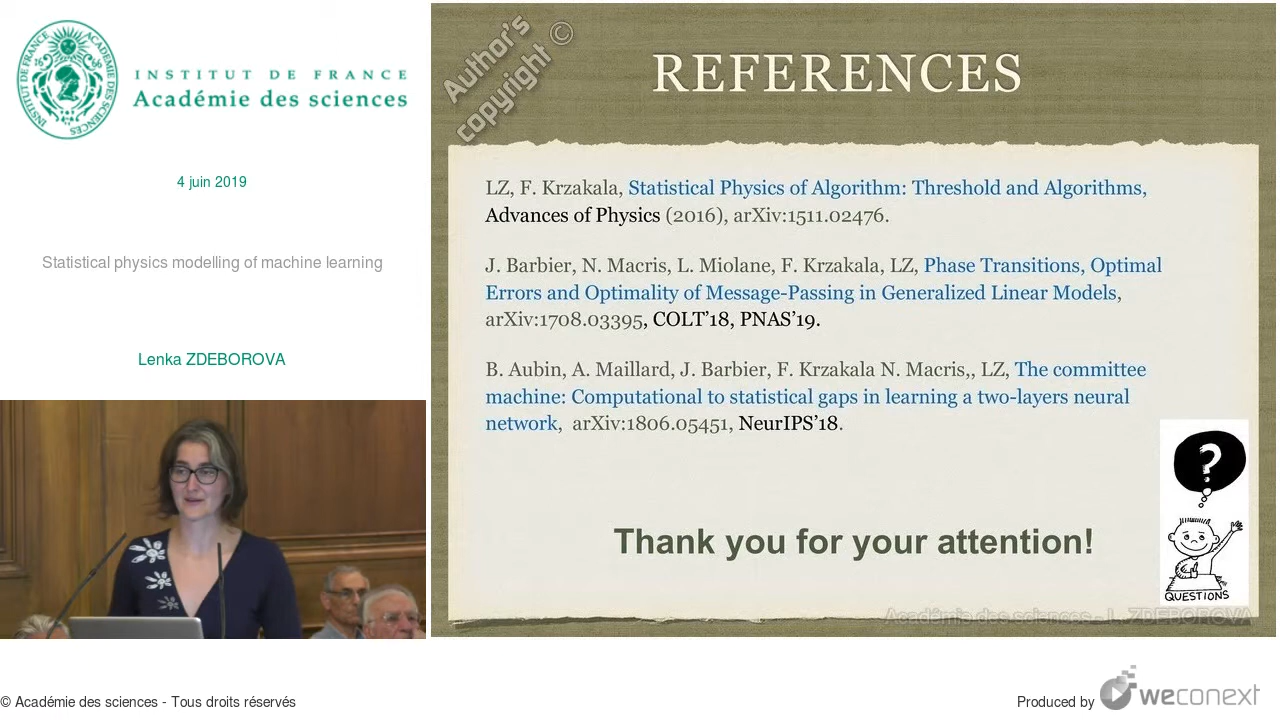 INSTITUT DE FRANCE
Académie des sciences
4 juin 2019
Statistical physics modelling of machine learning
Lenka ZDEBOROVA
Author's
copyright ©
REFERENCES
LZ, F. Krzakala, Statistical Physics of Algorithm: Threshold and Algorithms,
Advances of Physics (2016), arXiv:1511.02476.
J. Barbier, N. Macris, L. Miolane, F. Krzakala, LZ, Phase Transitions, Optimal
Errors and Optimality of Message-Passing in Generalized Linear Models,
arXiv:1708.03395, COLT'18, PNAS'19.
B. Aubin, A. Maillard, J. Barbier, F. Krzakala N. Macris,, LZ, The committee
machine: Computational to statistical gaps in learning a two-layers neural
network, arXiv:1806.05451, NeurIPS'18.
Thank you for your attention!
?
QUESTIONS
Académie des sciences - L. ZDEBOROVA
© Académie des sciences - Tous droits réservés
Produced by weconext